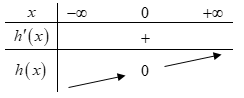 x −∞ 0 +∞
h′(x) +
h(x) 0